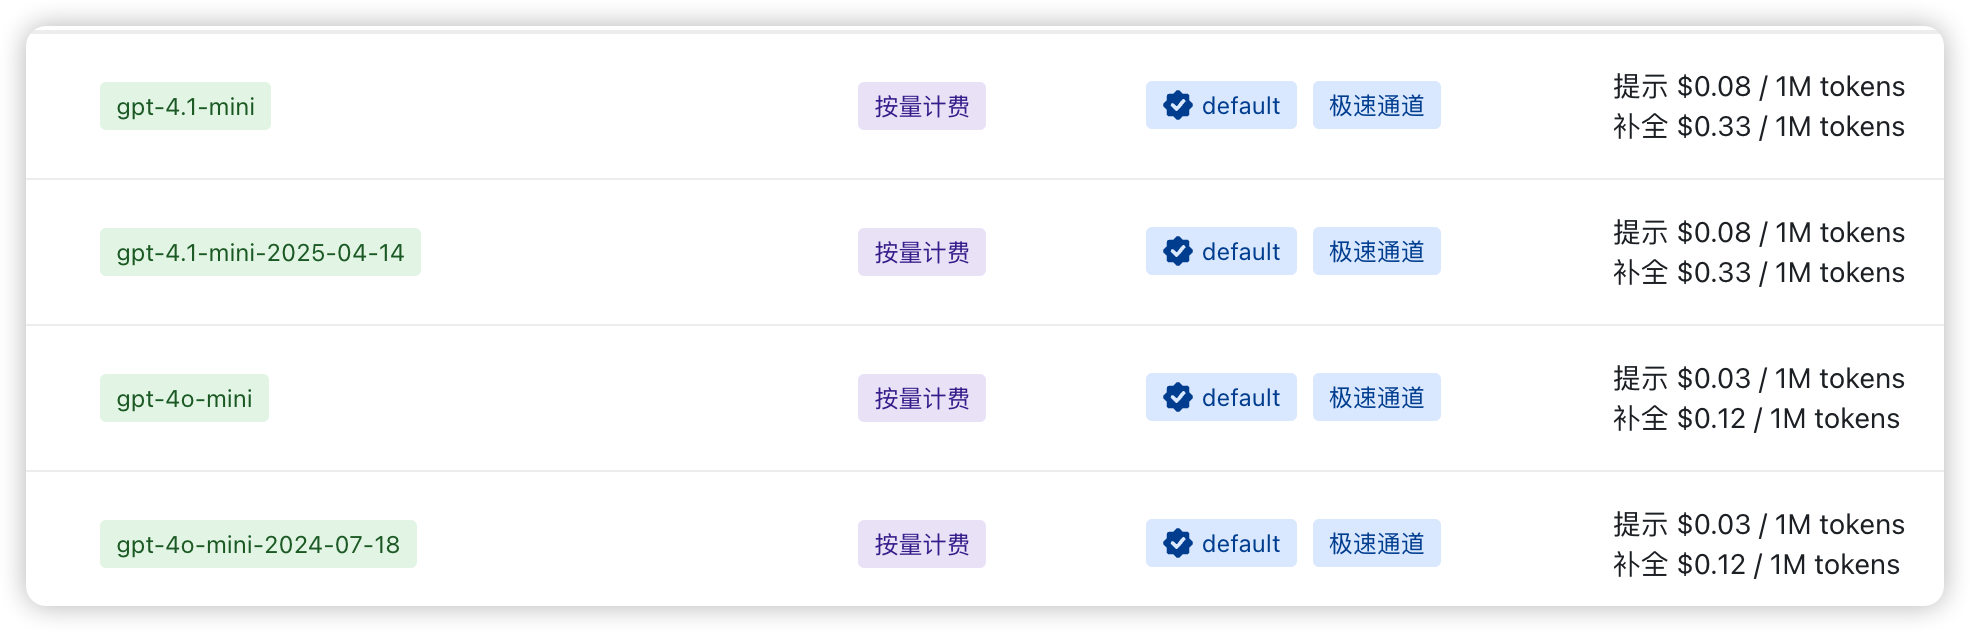 gpt-4.1-mini 按量计费 default 极速通道 提示 $0.08 / 1M tokens
补全 $0.33 / 1M tokens
gpt-4.1-mini-2025-04-14 按量计费 default 极速通道 提示 $0.08 / 1M tokens
补全 $0.33 / 1M tokens
gpt-4o-mini 按量计费 default 极速通道 提示 $0.03 / 1M tokens
补全 $0.12 / 1M tokens
gpt-4o-mini-2024-07-18 按量计费 default 极速通道 提示 $0.03 / 1M tokens
补全 $0.12 / 1M tokens